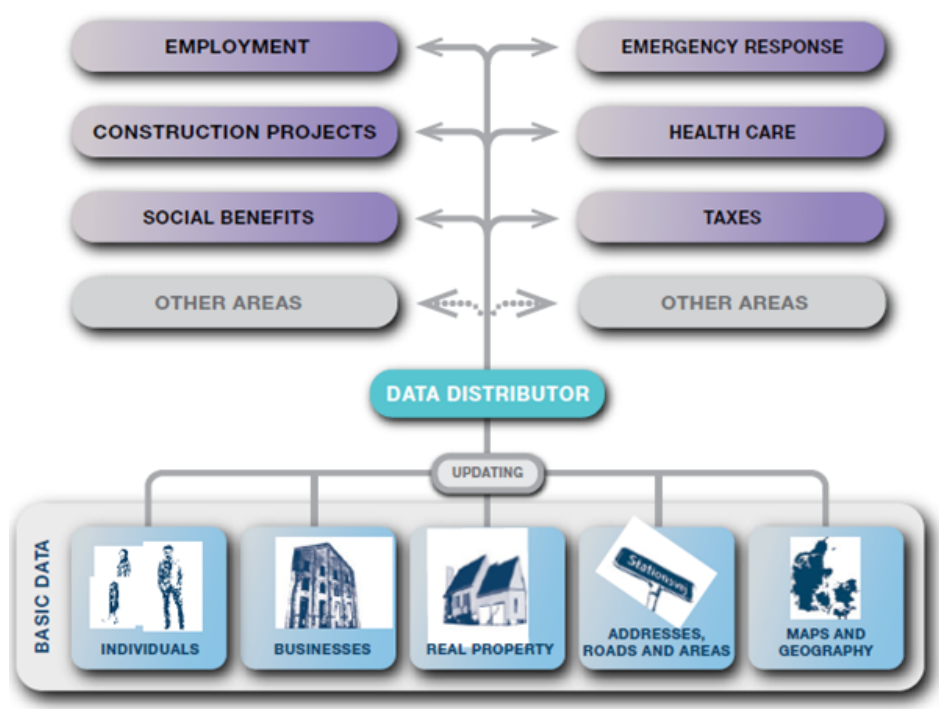 EMPLOYMENT
EMERGENCY RESPONSE
CONSTRUCTION PROJECTS
HEALTH CARE
SOCIAL BENEFITS
TAXES
OTHER AREAS
OTHER AREAS
DATA DISTRIBUTOR
UPDATING
BASIC DATA
Stationsvej
INDIVIDUALS
BUSINESSES
REAL PROPERTY
ADDRESSES,
ROADS AND AREAS
MAPS AND
GEOGRAPHY